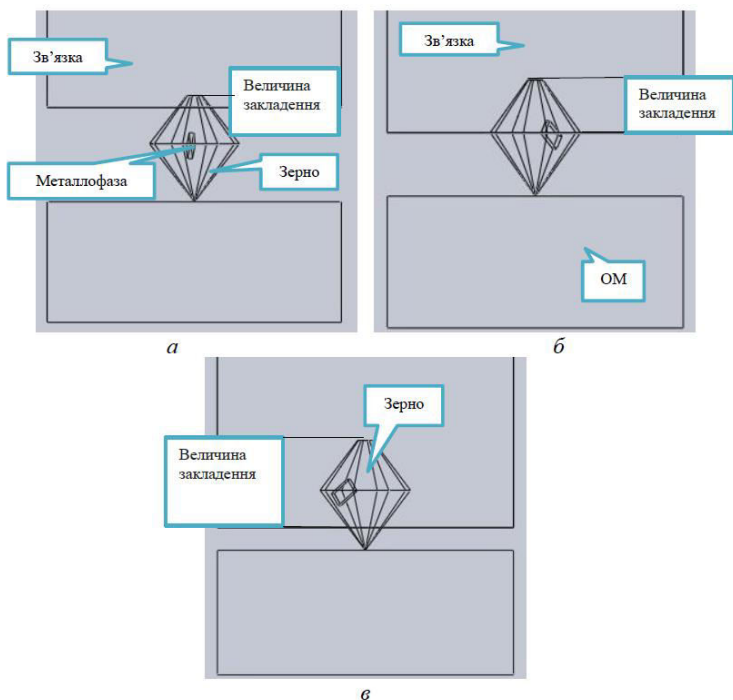 Зв’язка
Величина
закладення
Металлофаза
Зерно
а
Зв’язка
Величина
закладення
ОМ
б
Зерно
Величина
закладення
в